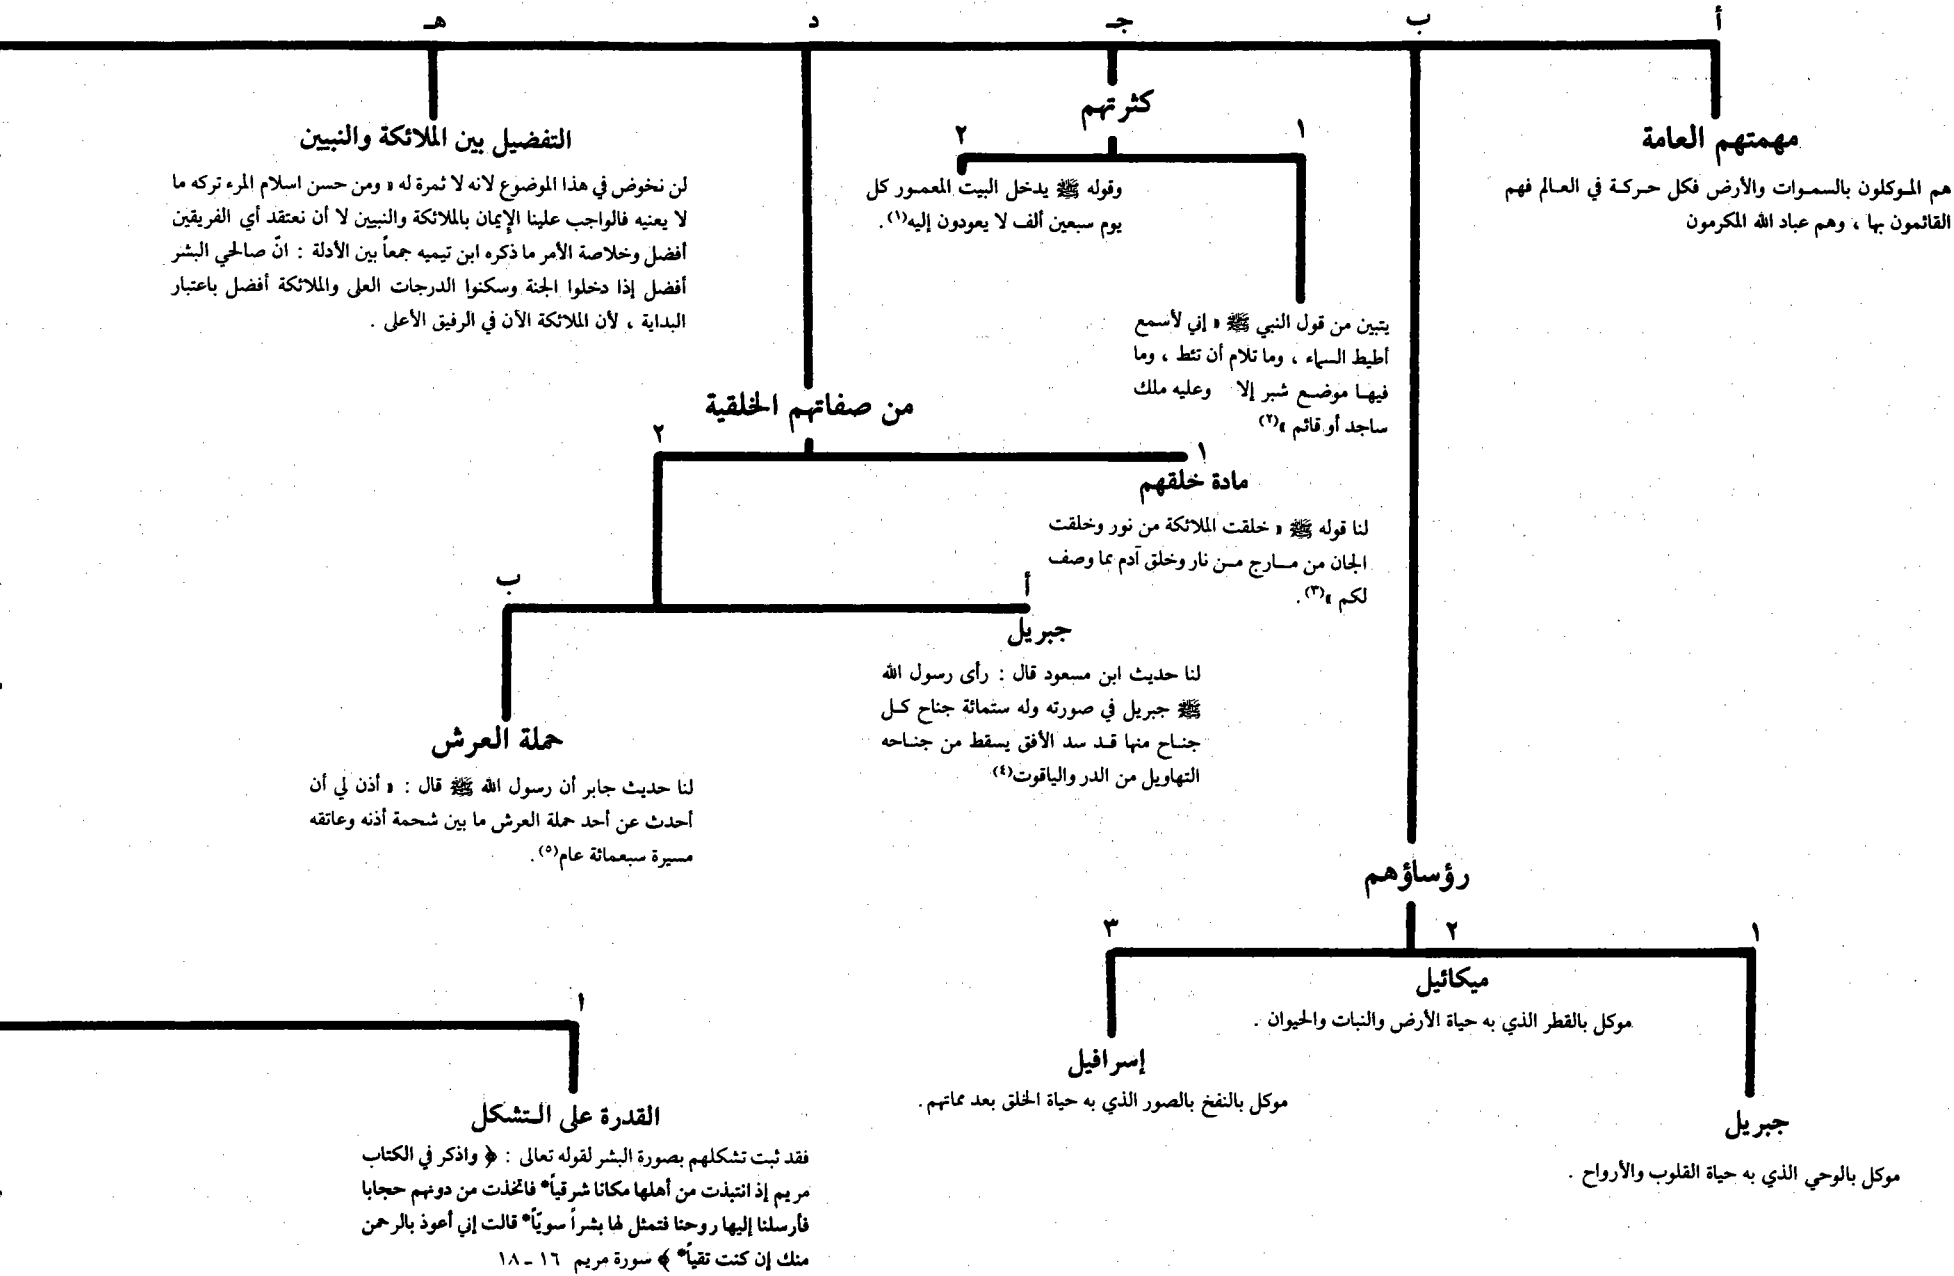 أ
مهمتهم العامة
هم الموكلون بالسموات والأرض فكل حركة في العالم فهم
القائمون بها ، وهم عباد الله المكرمون
ب
رؤساؤهم
١
جبريل
موكل بالوحي الذي به حياة القلوب والأرواح .
٢
ميكائيل
موكل بالقطر الذي به حياة الأرض والنبات والحيوان .
٣
إسرافيل
موكل بالنفخ بالصور الذي به حياة الخلق بعد مماتهم .
جـ
كثرتهم
١
يتبين من قول النبي ﷺ « إني لأسمع
أطيط السماء ، وما تلام أن تئط ، وما
فيها موضع شبر إلا وعليه ملك
ساجد أو قائم »(٢)
٢
وقوله ﷺ يدخل البيت المعمور كل
يوم سبعين ألف لا يعودون إليه(١) .
د
من صفاتهم الخلقية
١
مادة خلقهم
لنا قوله ﷺ « خلقت الملائكة من نور وخلقت
الجان من مارج من نار وخلق آدم مما وصف
لكم »(٣) .
٢
أ
جبريل
لنا حديث ابن مسعود قال : رأى رسول الله
ﷺ جبريل في صورته وله ستمائة جناح كل
جناح منها قد سد الأفق يسقط من جناحه
التهاويل من الدر والياقوت(٤)
ب
حملة العرش
لنا حديث جابر أن رسول الله ﷺ قال : « أذن لي أن
أحدث عن أحد حملة العرش ما بين شحمة أذنه وعاتقه
مسيرة سبعمائة عام(٥) .
هـ
التفضيل بين الملائكة والنبيين
لن نخوض في هذا الموضوع لانه لا ثمرة له « ومن حسن اسلام المرء تركه ما
لا يعنيه فالواجب علينا الإيمان بالملائكة والنبيين لا أن نعتقد أي الفريقين
أفضل وخلاصة الأمر ما ذكره ابن تيميه جمعاً بين الأدلة : انّ صالحي البشر
أفضل إذا دخلوا الجنة وسكنوا الدرجات العلى والملائكة أفضل باعتبار
البداية ، لأن الملائكة الآن في الرفيق الأعلى .
١
القدرة على التشكل
فقد ثبت تشكلهم بصورة البشر لقوله تعالى : ﴿ واذكر في الكتاب
مريم إذ انتبذت من أهلها مكانا شرقياً* فاتخذت من دونهم حجابا
فأرسلنا إليها روحنا فتمثل لها بشراً سويّاً* قالت إني أعوذ بالرحمن
منك إن كنت تقياً* ﴾ سورة مريم ١٦ - ١٨